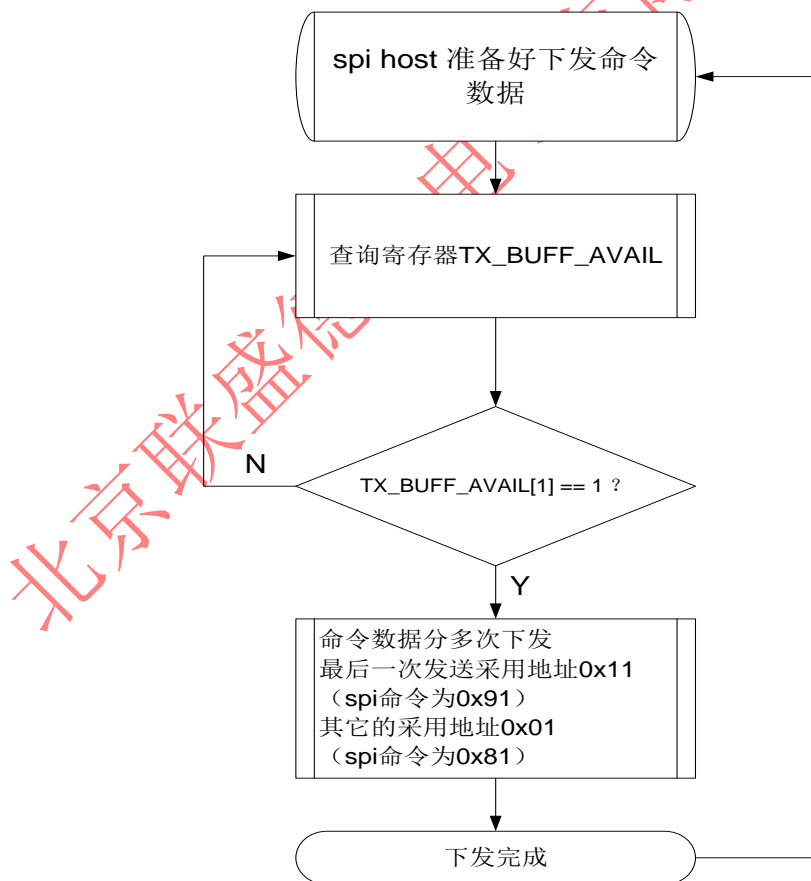 spi host 准备好下发命令
数据
查询寄存器TX_BUFF_AVAIL
N
TX_BUFF_AVAIL[1] == 1 ？
Y
命令数据分多次下发
最后一次发送采用地址0x11
（spi命令为0x91）
其它的采用地址0x01
（spi命令为0x81）
下发完成
北京联盛德
电